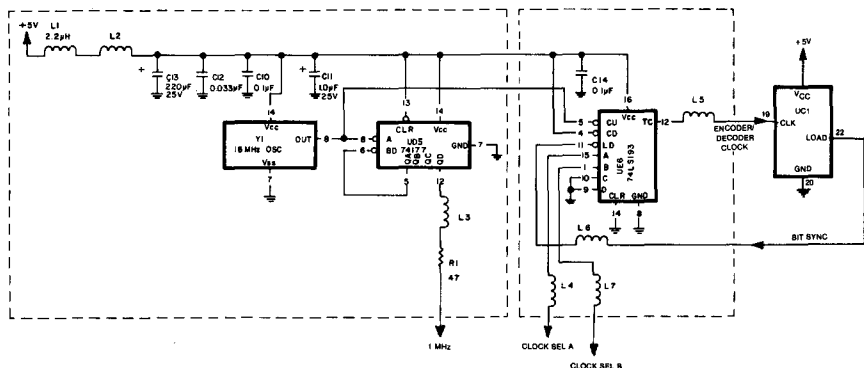 +5V
L1
2.2µH
L2
C13
220µF
25V
C12
0.033µF
C10
0.1µF
C11
1.0µF
25V
14
Vcc
Y1
16 MHz OSC
OUT
Vss
7
8
8
6
13
14
CLR
Vcc
A
BD
UD5
74177
QA
QB
QC
QD
GND
7
5
12
L3
R1
47
1 MHz
C14
0.1µF
16
Vcc
5
4
11
15
1
10
9
CU
CD
LD
A
B
C
D
TC
12
UE6
74LS193
CLR
GND
14
8
L5
ENCODER/
DECODER
CLOCK
+5V
VCC
UC1
19
CLK
LOAD
22
GND
20
L6
BIT SYNC
L4
L7
CLOCK SEL A
CLOCK SEL B